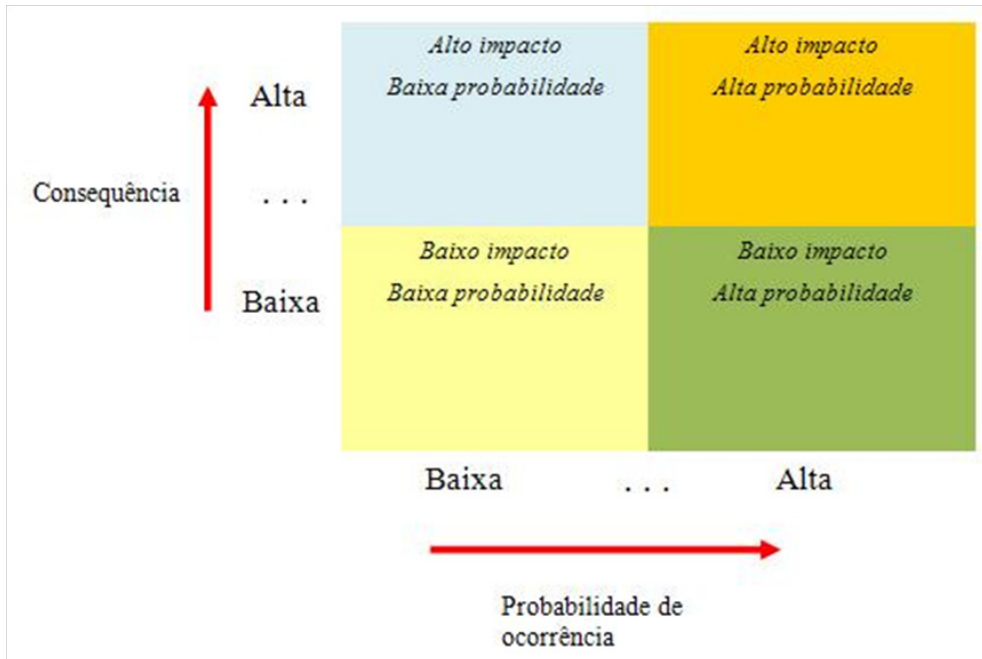 Alto impacto
Baixa probabilidade
Alto impacto
Alta probabilidade
Alta
Consequência
. . .
Baixo impacto
Baixa probabilidade
Baixo impacto
Alta probabilidade
Baixa
Baixa
. . .
Alta
Probabilidade de
ocorrência